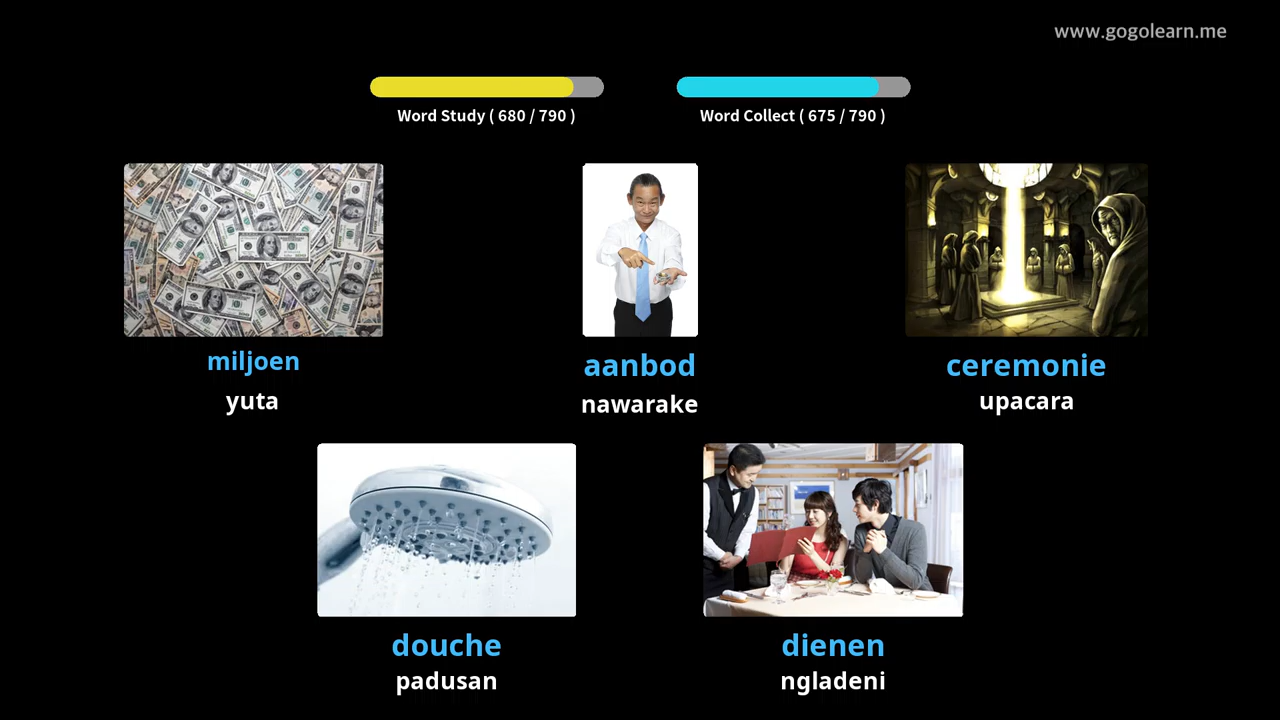 www.gogolearn.me
Word Study ( 680 / 790 )
Word Collect ( 675 / 790 )
miljoen
yuta
aanbod
nawarake
ceremonie
upacara
douche
padusan
dienen
ngladeni